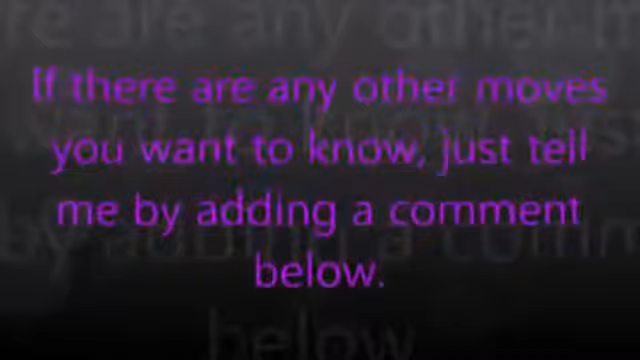 If there are any other moves
you want to know, just tell
me by adding a comment
below.